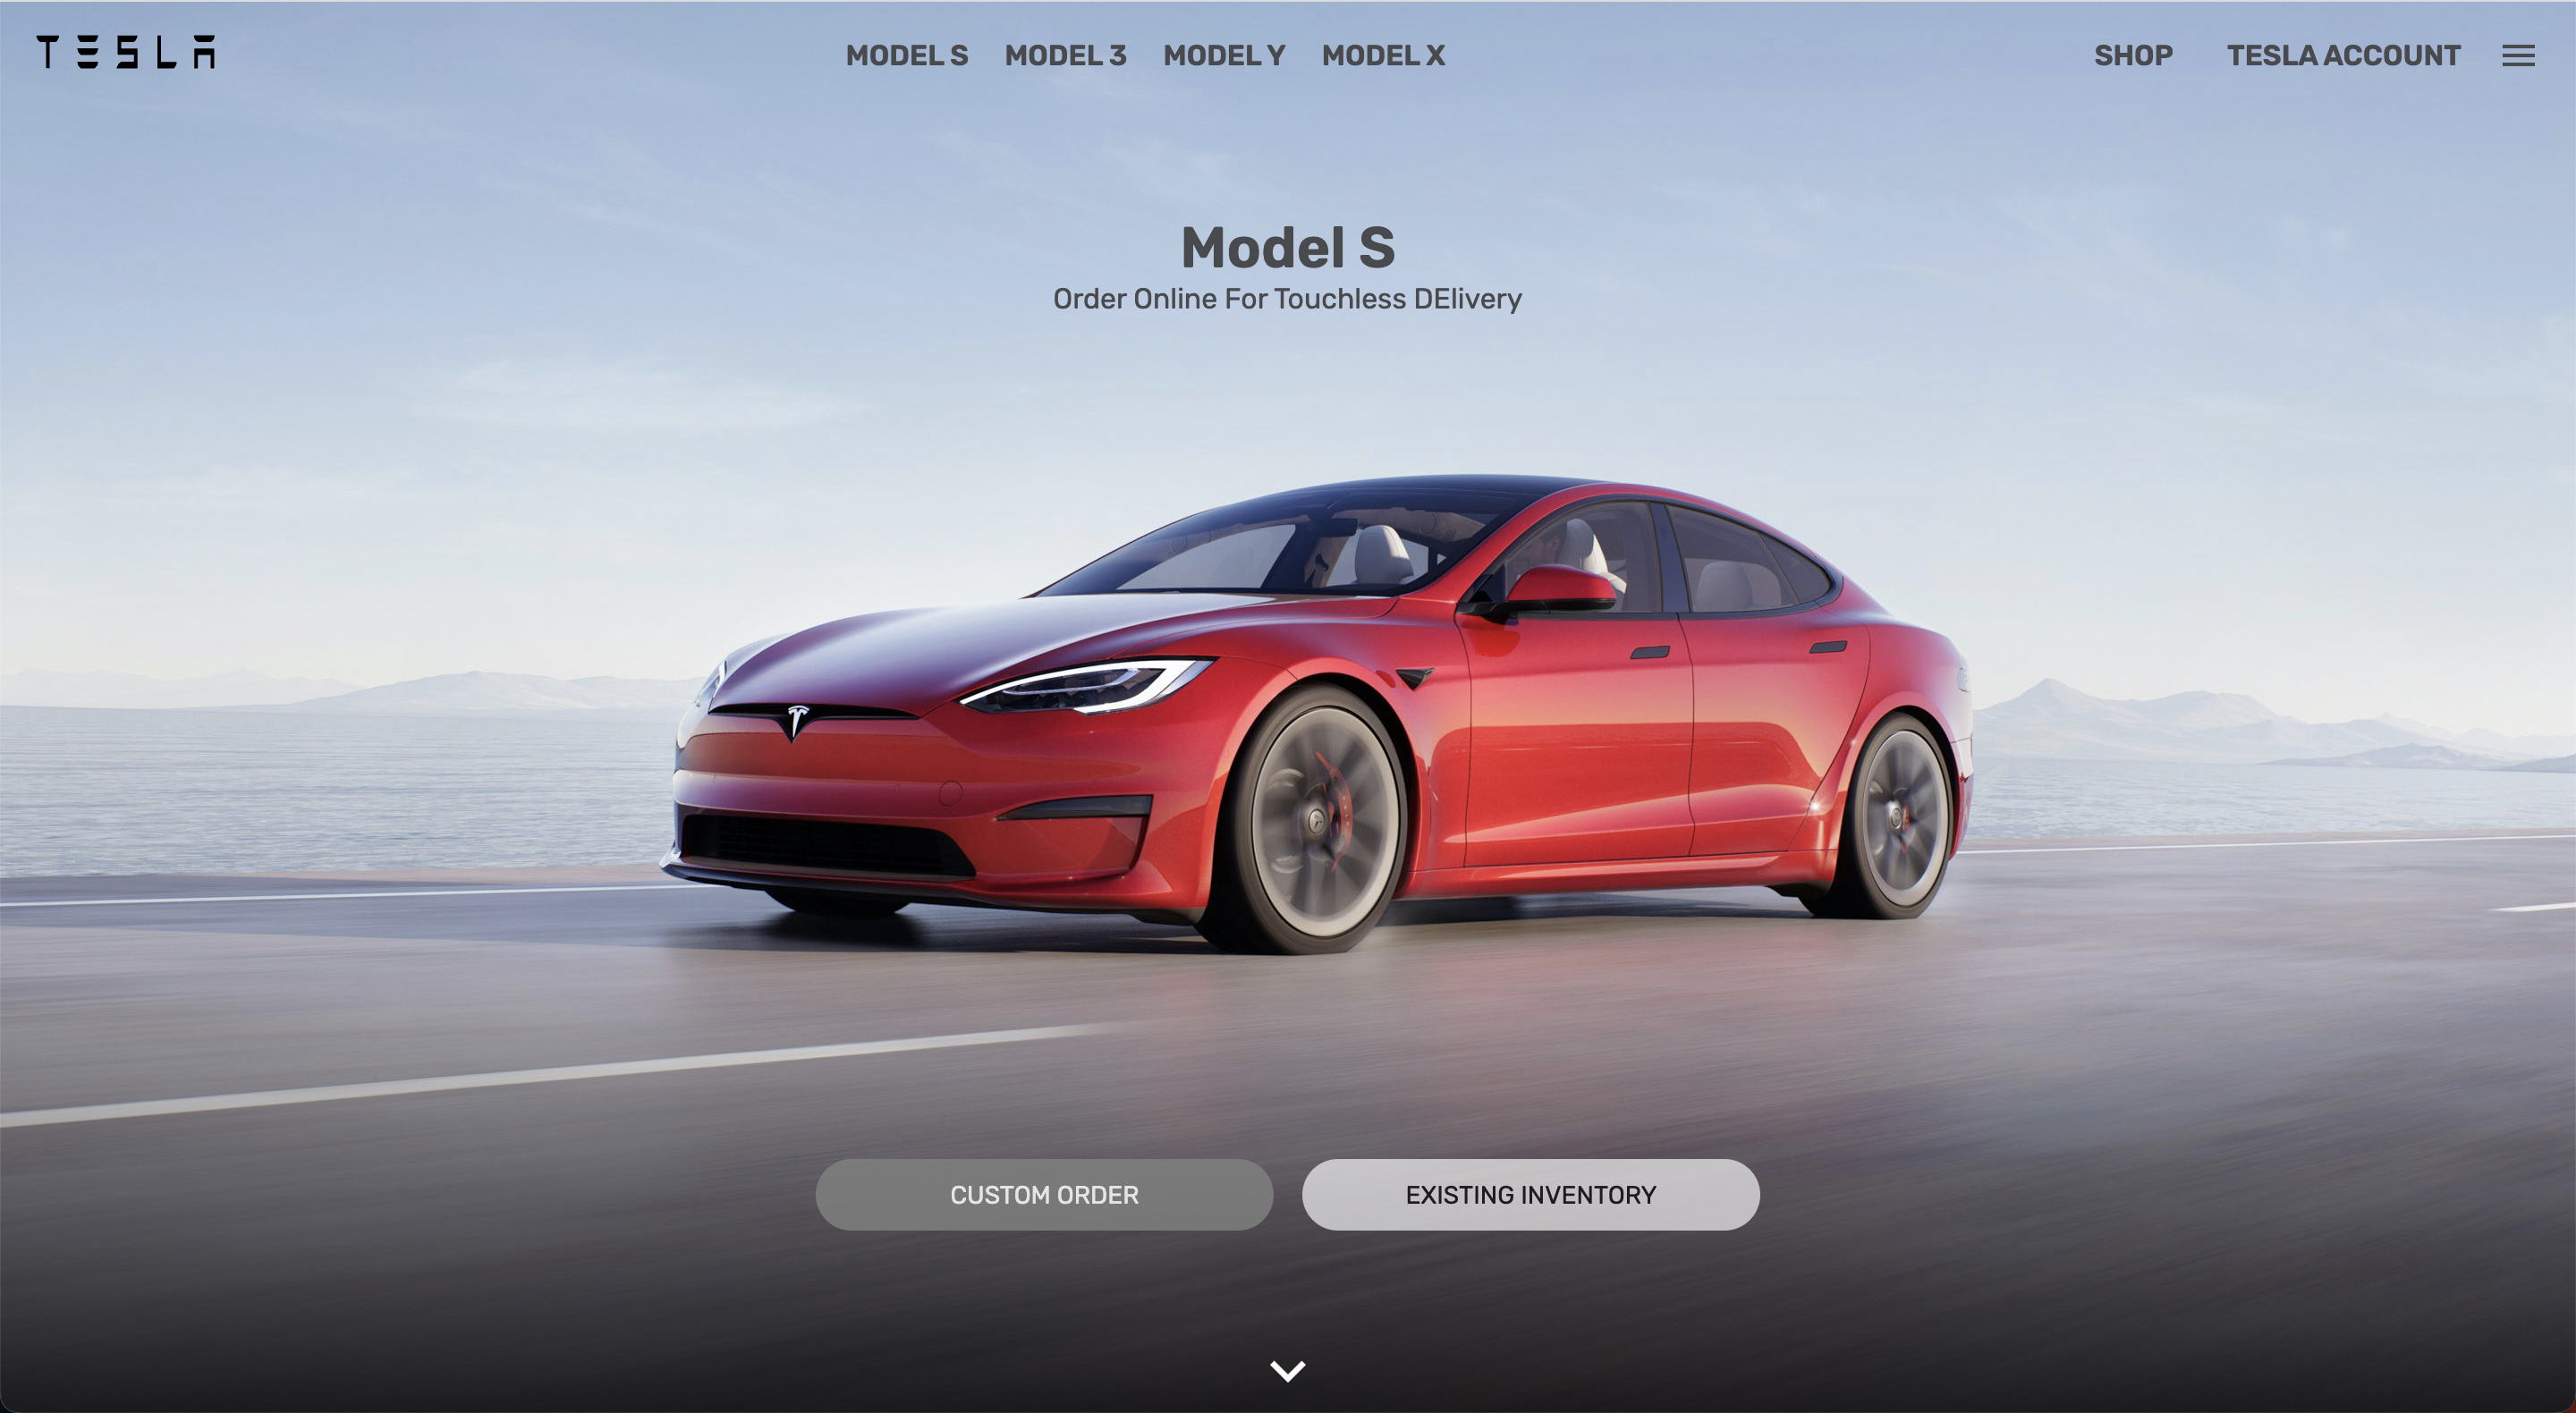 TESLA
MODEL S MODEL 3 MODEL Y MODEL X
SHOP TESLA ACCOUNT
Model S
Order Online For Touchless DElivery
CUSTOM ORDER EXISTING INVENTORY